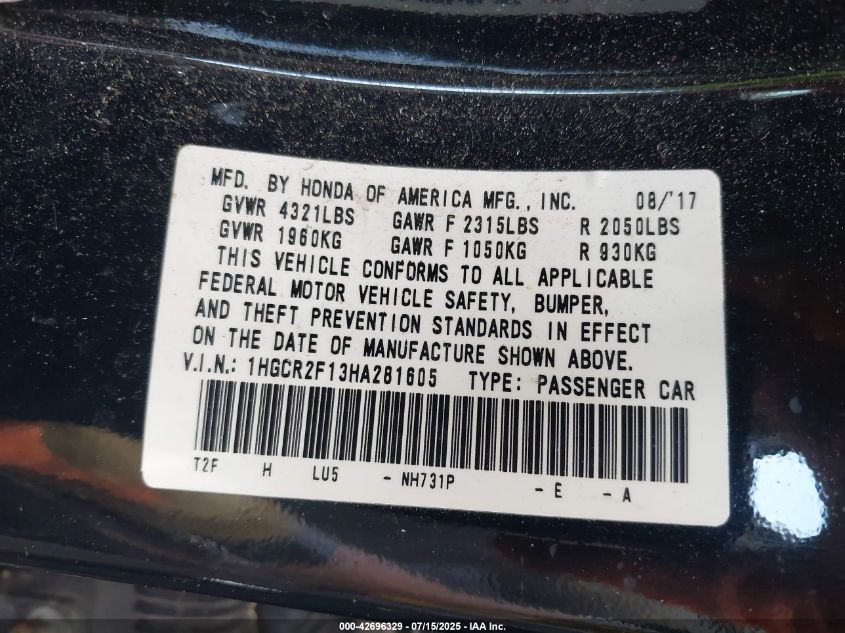 MFD. BY HONDA OF AMERICA MFG., INC. 08/'17
GVWR 4321LBS GAWR F 2315LBS R 2050LBS
GVWR 1960KG GAWR F 1050KG R 930KG
THIS VEHICLE CONFORMS TO ALL APPLICABLE
FEDERAL MOTOR VEHICLE SAFETY, BUMPER,
AND THEFT PREVENTION STANDARDS IN EFFECT
ON THE DATE OF MANUFACTURE SHOWN ABOVE.
V.I.N.: 1HGCR2F13HA281605 TYPE: PASSENGER CAR
T2F H LU5 - NH731P - E - A
000-42696329 - 07/15/2025 - IAA Inc.